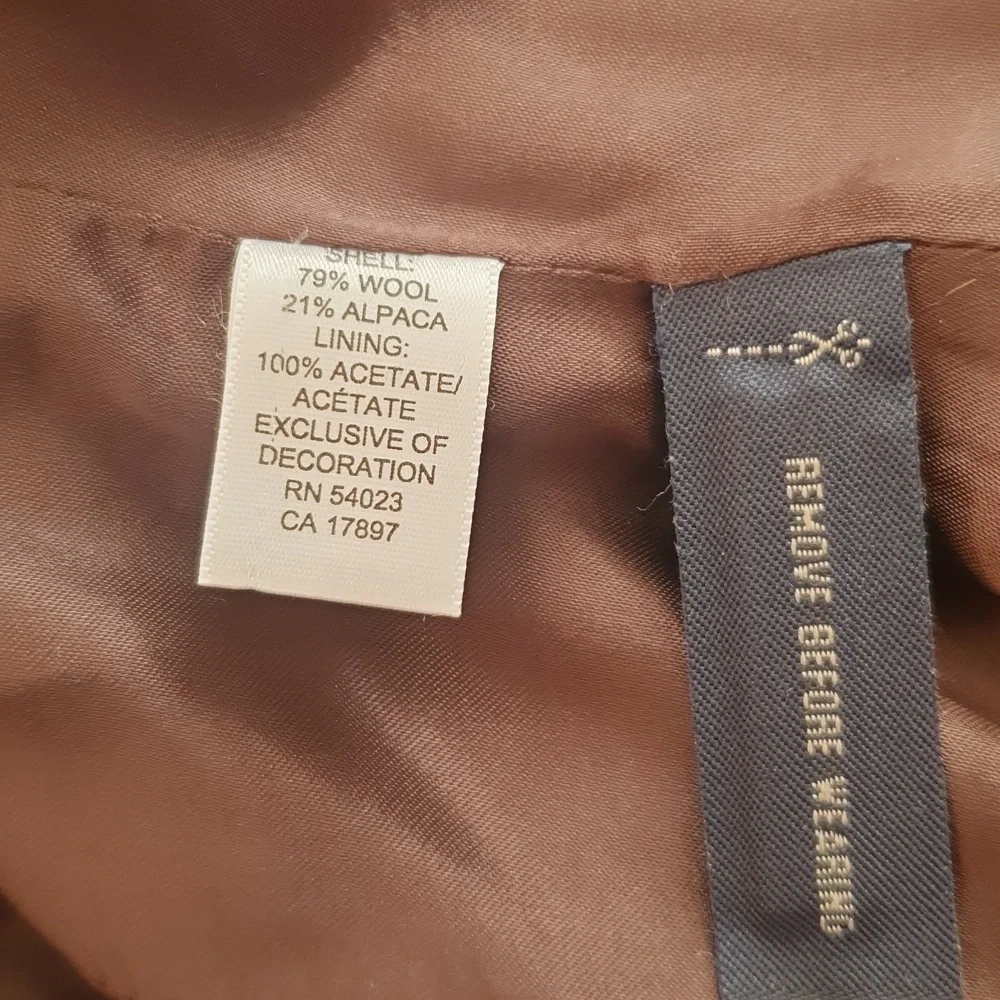 SHELL:
79% WOOL
21% ALPACA
LINING:
100% ACETATE/
ACÉTATE
EXCLUSIVE OF
DECORATION
RN 54023
CA 17897
REMOVE BEFORE WEARING